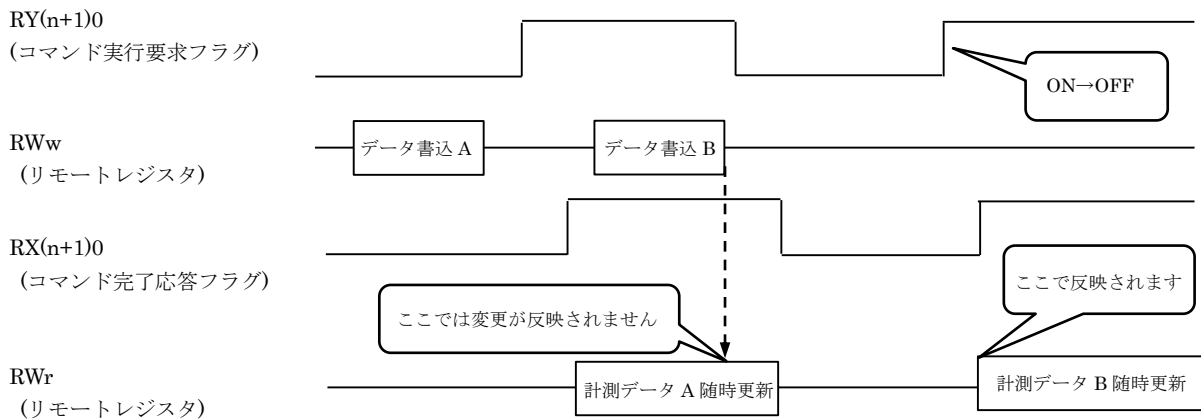 RY(n+1)0
(コマンド実行要求フラグ)
ON→OFF
RWw
データ書込 A
データ書込 B
(リモートレジスタ)
RX(n+1)0
(コマンド完了応答フラグ)
ここで反映されます
ここでは変更が反映されません
RWr
計測データ A 随時更新
計測データ B 随時更新
(リモートレジスタ)